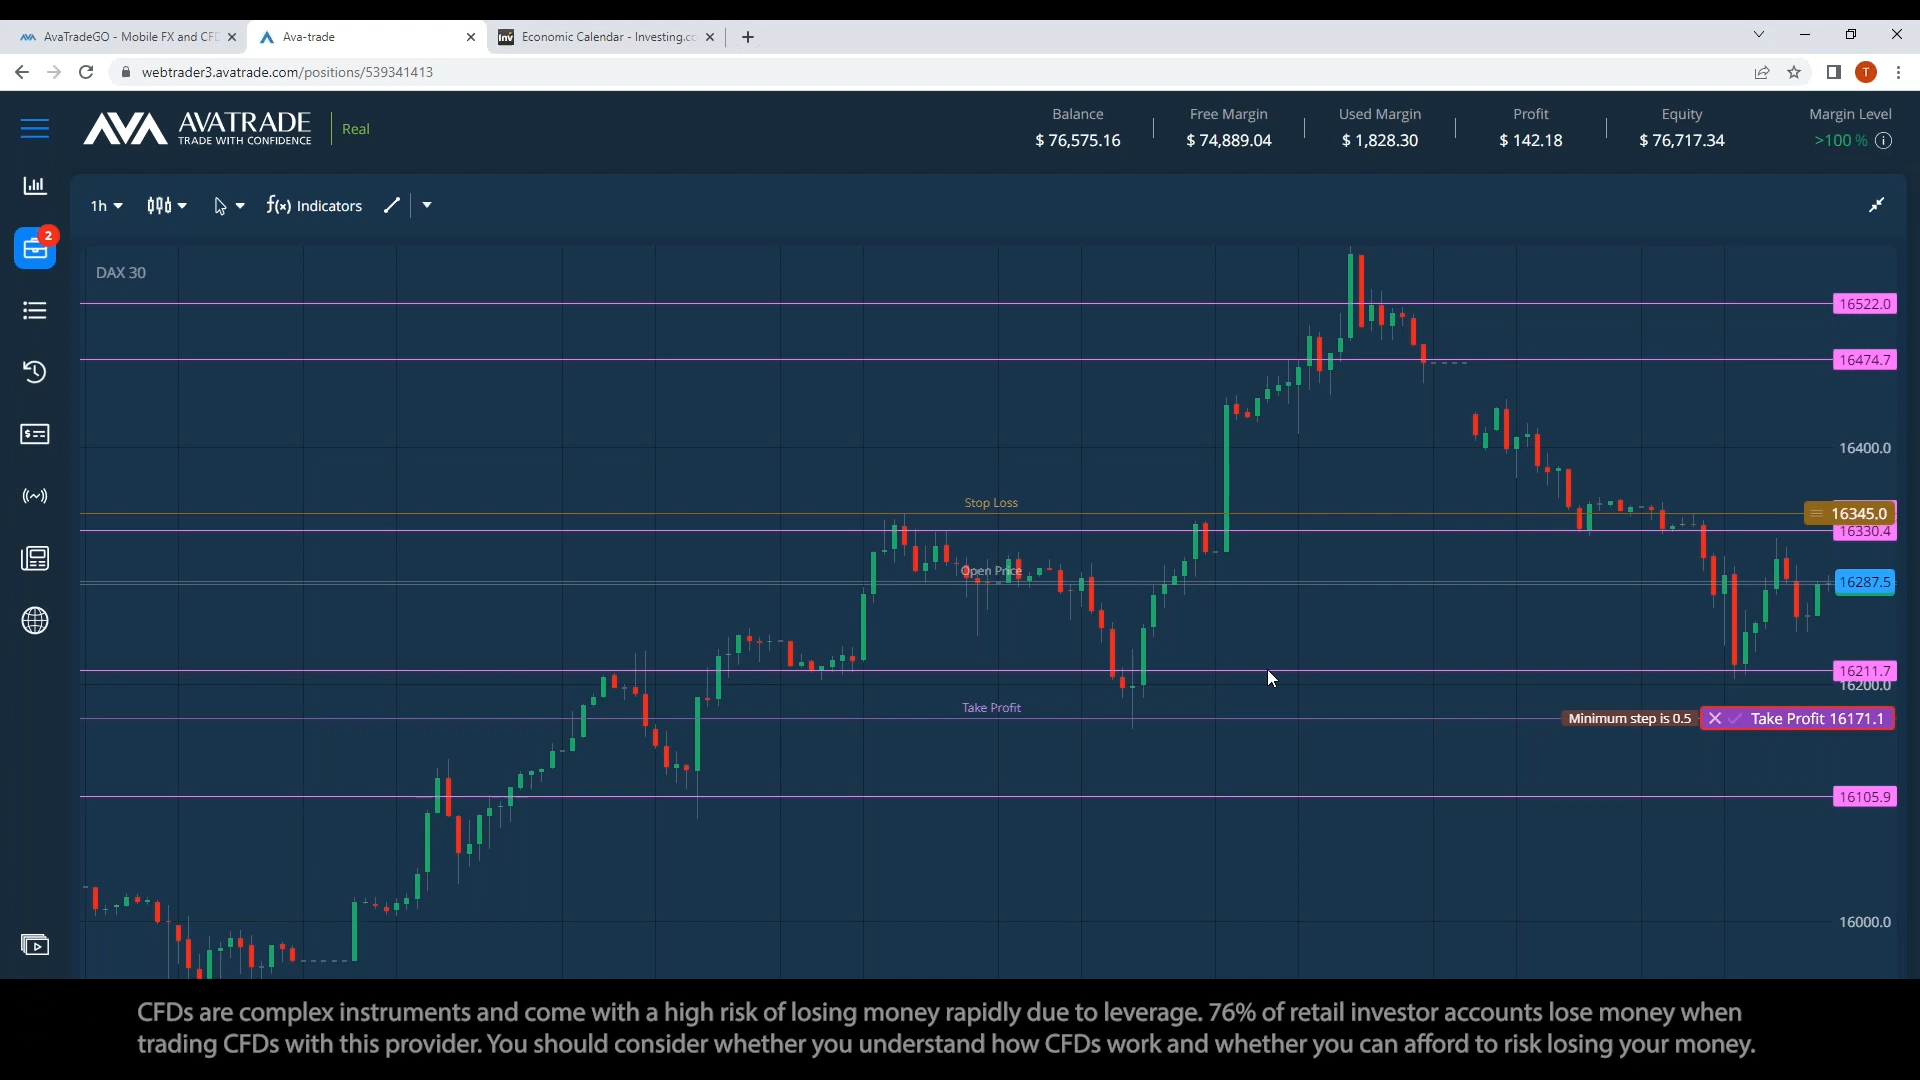 AvaTradeGO - Mobile FX and CFD
Ava-trade
Economic Calendar - Investing.co
webtrader3.avatrade.com/positions/539341413
T
AVATRADE
TRADE WITH CONFIDENCE
Real
Balance
$ 76,575.16
Free Margin
$ 74,889.04
Used Margin
$ 1,828.30
Profit
$ 142.18
Equity
$ 76,717.34
Margin Level
>100 %
1h
f(x) Indicators
2
DAX 30
16522.0
16474.7
16400.0
Stop Loss
16345.0
16330.4
Open Price
16287.5
16211.7
16200.0
Take Profit
Minimum step is 0.5
Take Profit 16171.1
16105.9
16000.0
CFDs are complex instruments and come with a high risk of losing money rapidly due to leverage. 76% of retail investor accounts lose money when
trading CFDs with this provider. You should consider whether you understand how CFDs work and whether you can afford to risk losing your money.